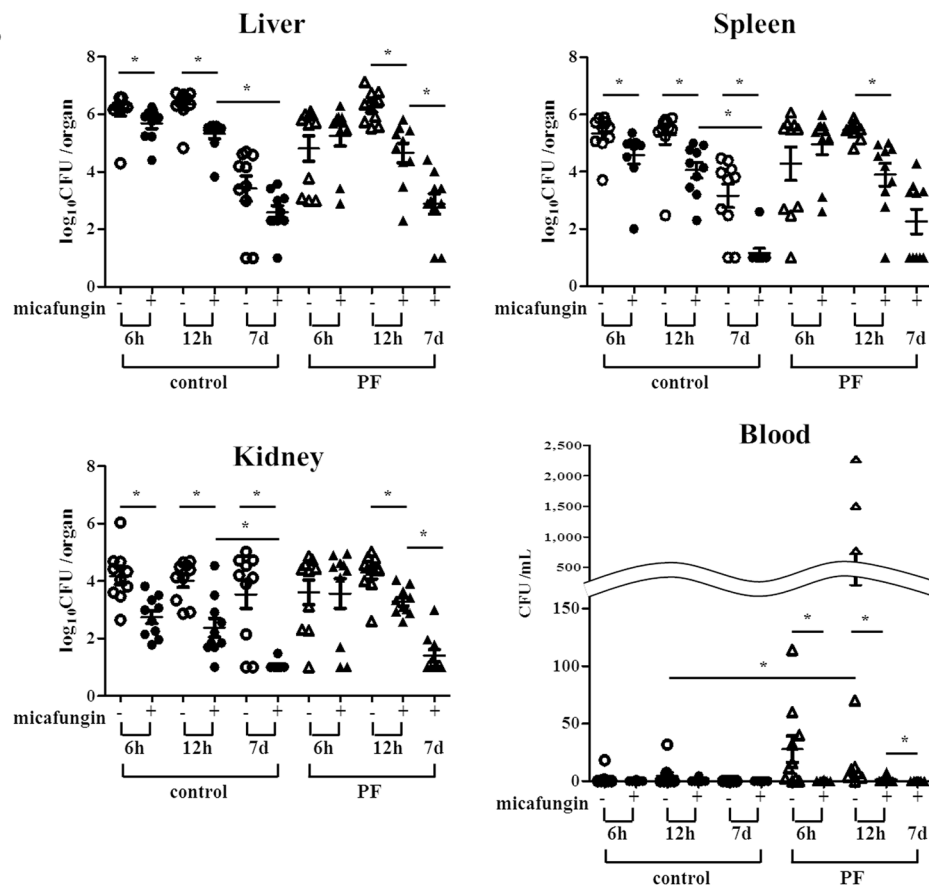 Liver
* * * * *
8
6
4
2
0
log10CFU /organ
micafungin - + - + - + - + - + +
6h 12h 7d 6h 12h 7d
control PF
Spleen
* * * * *
8
6
4
2
0
log10CFU /organ
micafungin - + - + - + - + - + +
6h 12h 7d 6h 12h 7d
control PF
Kidney
* * * * * *
8
6
4
2
0
log10CFU /organ
micafungin - + - + - + - + - + +
6h 12h 7d 6h 12h 7d
control PF
Blood
2,500
2,000
1,500
1,000
500
150
100
50
0
CFU /mL
* * * *
micafungin - + - + - + - + - + +
6h 12h 7d 6h 12h 7d
control PF